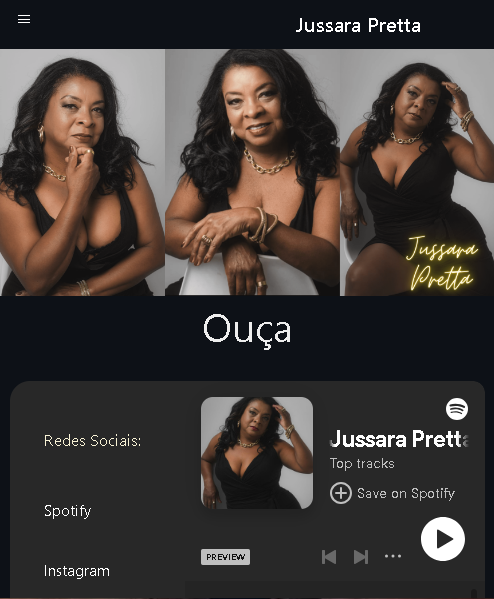 Jussara Pretta
Jussara
Pretta
Ouça
Redes Sociais:
Spotify
Instagram
Jussara Pretta
Top tracks
Save on Spotify
PREVIEW